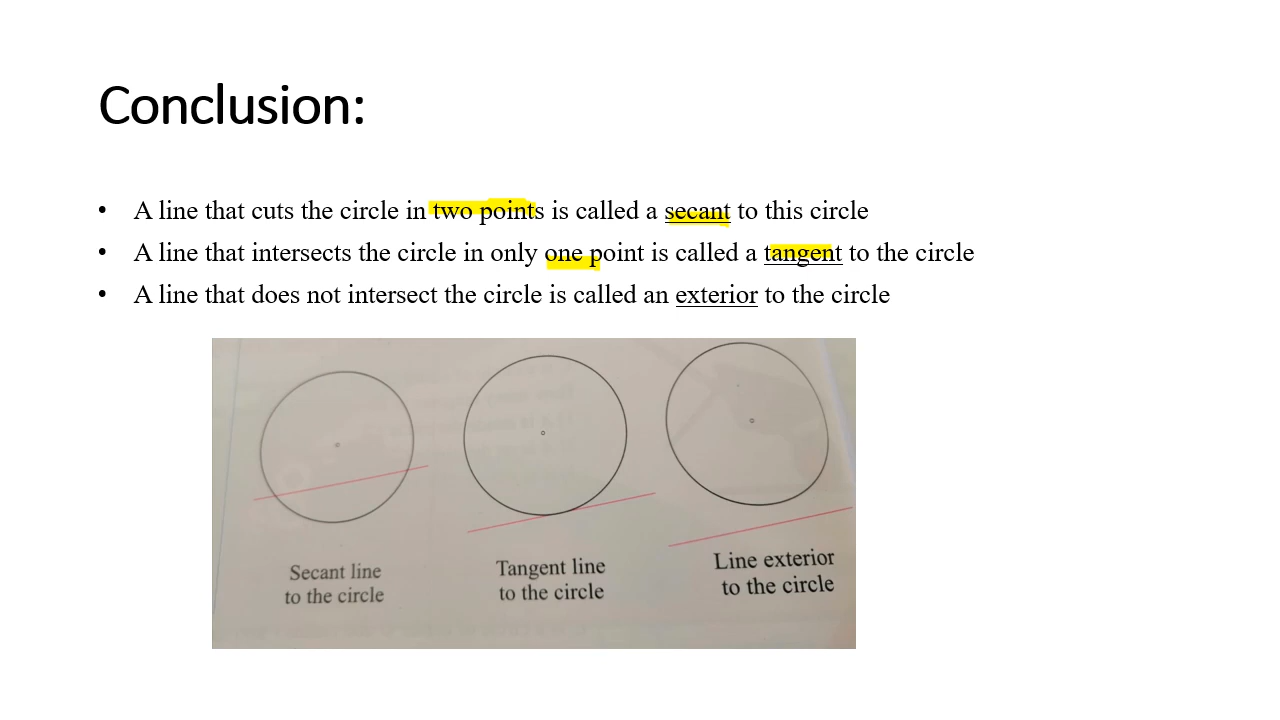 Conclusion:
• A line that cuts the circle in two points is called a secant to this circle
• A line that intersects the circle in only one point is called a tangent to the circle
• A line that does not intersect the circle is called an exterior to the circle
Secant line
to the circle
Tangent line
to the circle
Line exterior
to the circle